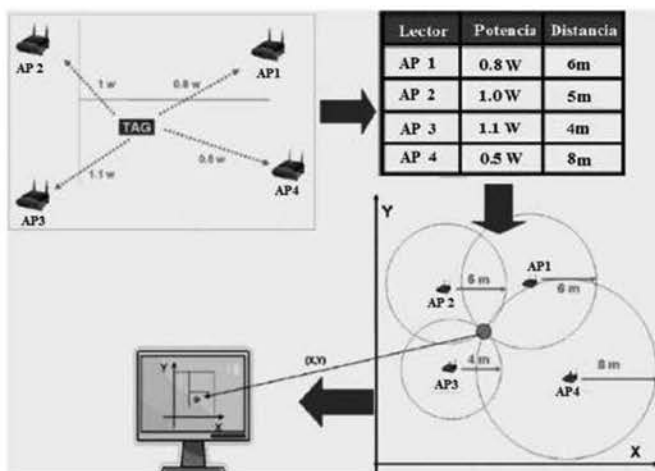 AP 2
AP1
1 w
0.8 w
TAG
1.1 w
AP4
AP3
Lector Potencia Distancia
AP 1 0.8 W 6m
AP 2 1.0 W 5m
AP 3 1.1 W 4m
AP 4 0.5 W 8m
Y
AP1
6 m
6 m
AP 2
(X,Y)
4 m
8 m
AP3
AP4
X
Y
X